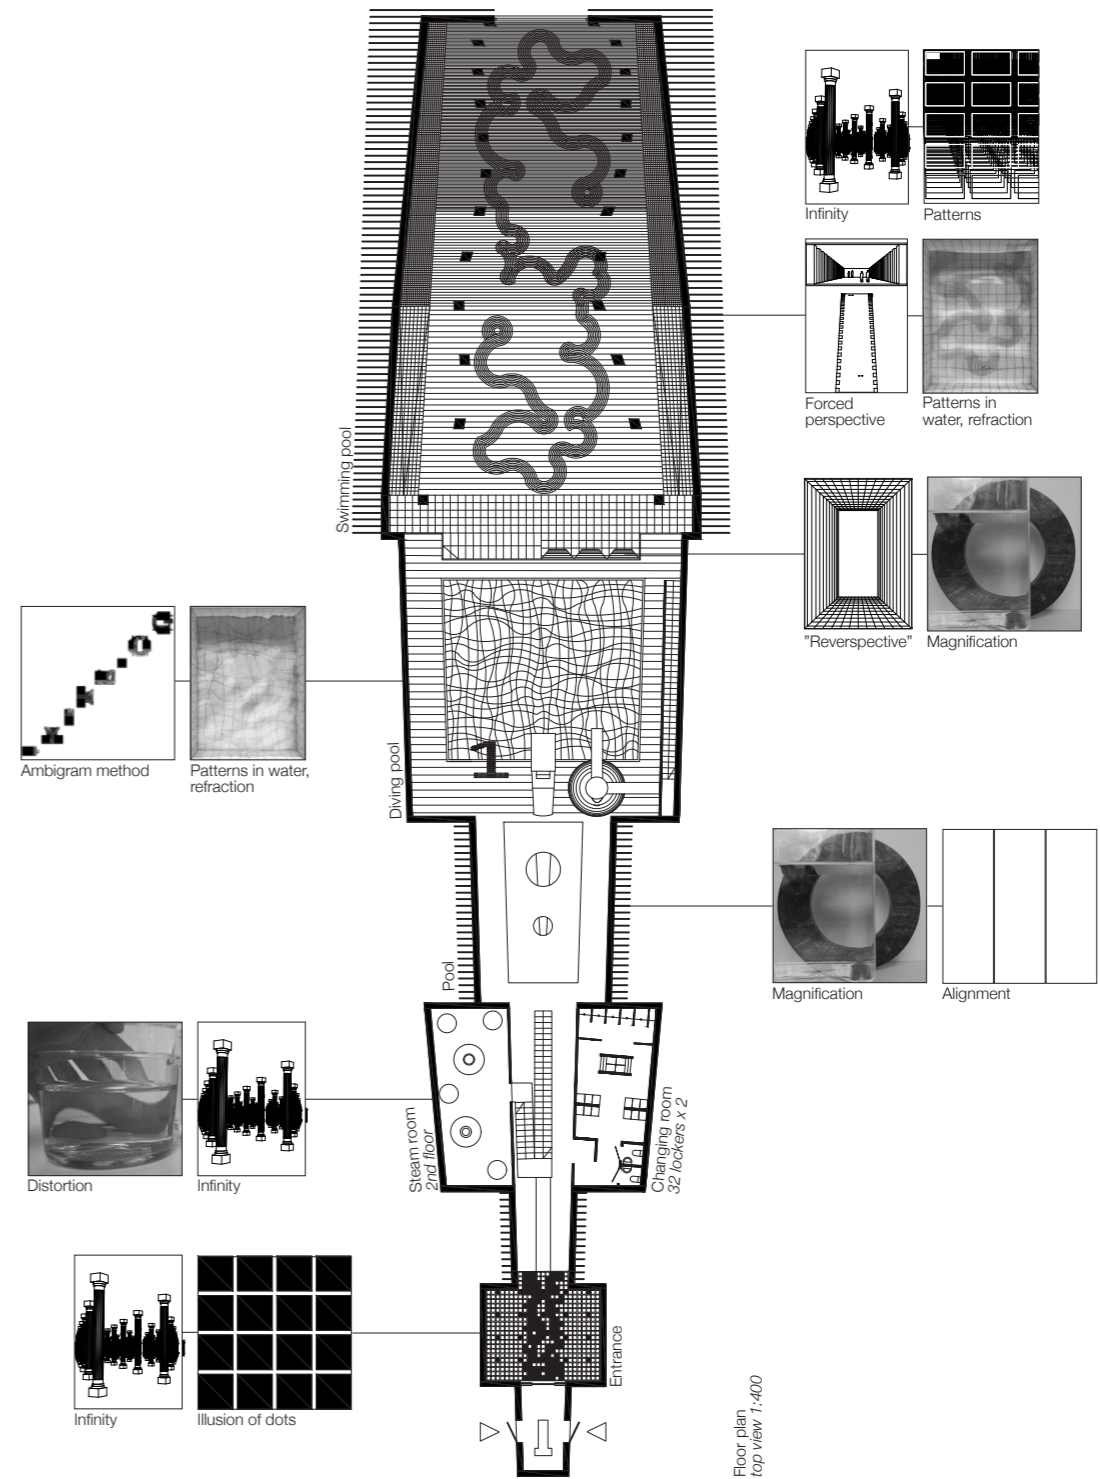 Infinity
Patterns
Forced
perspective
Patterns in
water, refraction
Swimming pool
"Reverspective"
Magnification
Ambigram method
Patterns in water,
refraction
Diving pool
1
Magnification
Alignment
Pool
Distortion
Infinity
Steam room
2nd floor
Changing room
32 lockers x 2
Infinity
Illusion of dots
Entrance
Floor plan
top view 1:400